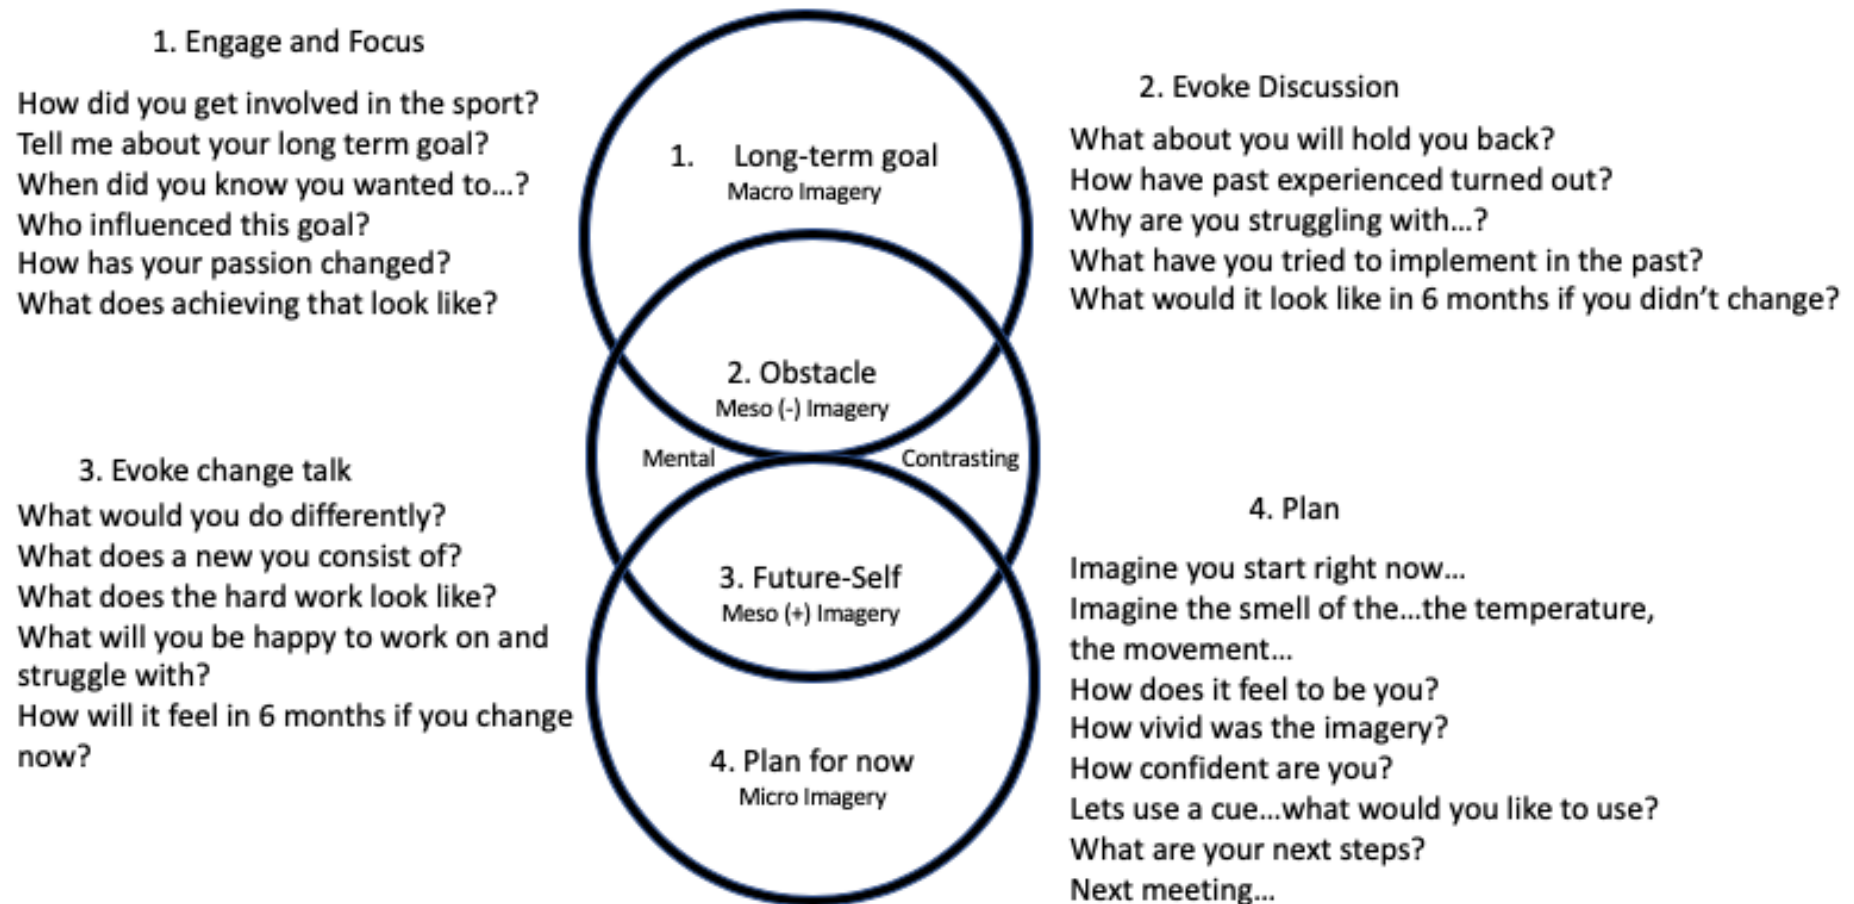 1. Engage and Focus
How did you get involved in the sport?
Tell me about your long term goal?
When did you know you wanted to...?
Who influenced this goal?
How has your passion changed?
What does achieving that look like?
1. Long-term goal
Macro Imagery
2. Evoke Discussion
What about you will hold you back?
How have past experienced turned out?
Why are you struggling with...?
What have you tried to implement in the past?
What would it look like in 6 months if you didn't change?
2. Obstacle
Meso (-) Imagery
Mental Contrasting
3. Evoke change talk
What would you do differently?
What does a new you consist of?
What does the hard work look like?
What will you be happy to work on and
struggle with?
How will it feel in 6 months if you change
now?
3. Future-Self
Meso (+) Imagery
4. Plan for now
Micro Imagery
4. Plan
Imagine you start right now...
Imagine the smell of the...the temperature,
the movement...
How does it feel to be you?
How vivid was the imagery?
How confident are you?
Lets use a cue...what would you like to use?
What are your next steps?
Next meeting...